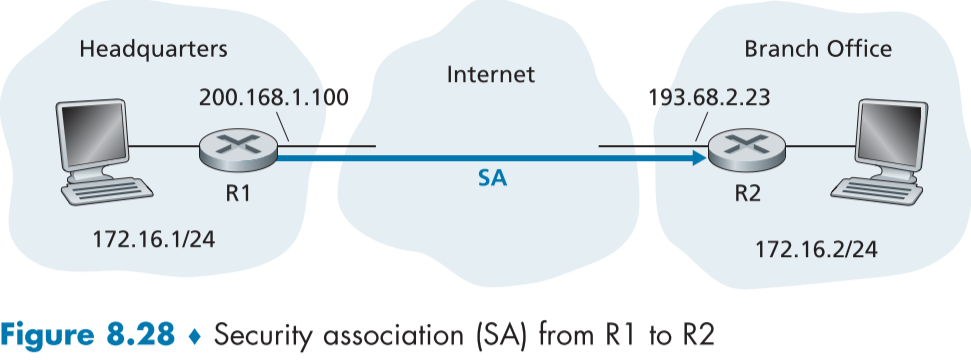 Headquarters
Internet
Branch Office
200.168.1.100
193.68.2.23
SA
R1
R2
172.16.1/24
172.16.2/24
Figure 8.28 ♦ Security association (SA) from R1 to R2